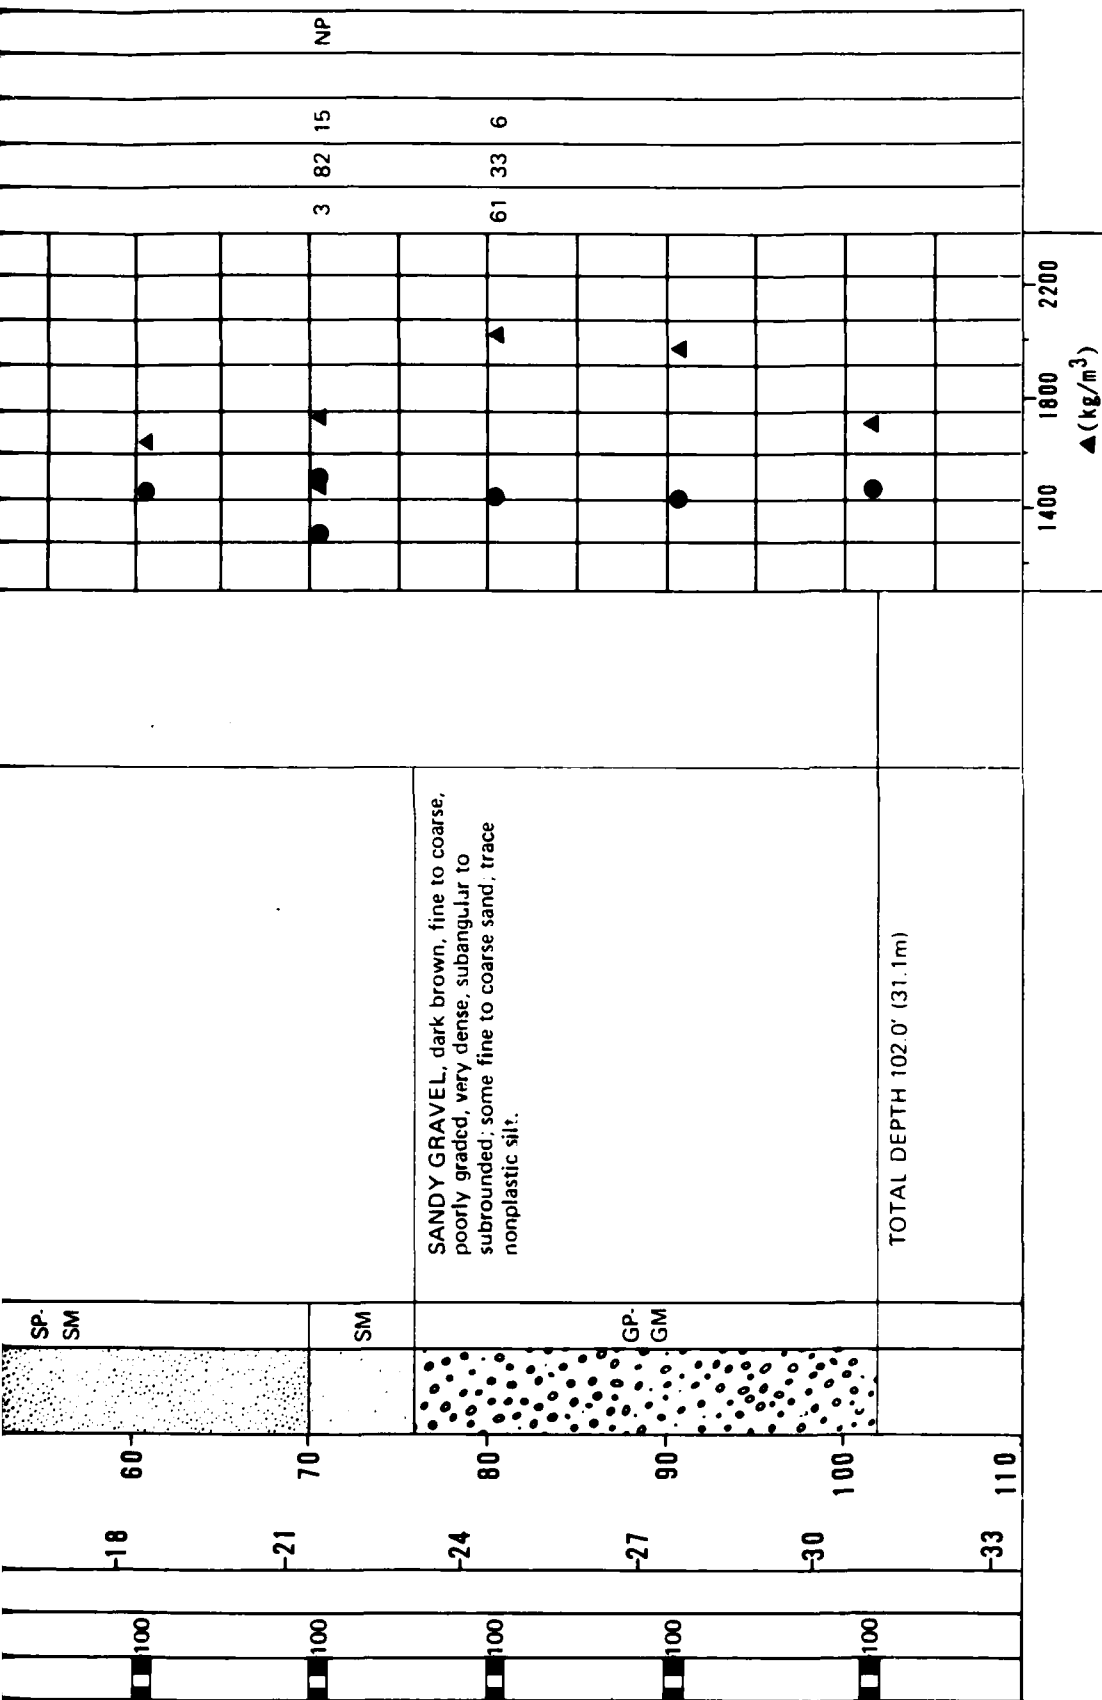 NP
3 82 15
61 33 6
2200
1800
1400
▲(kg/m³)
SANDY GRAVEL, dark brown, fine to coarse,
poorly graded, very dense, subangular to
subrounded; some fine to coarse sand; trace
nonplastic silt.
TOTAL DEPTH 102.0' (31.1m)
SP-
SM
SM
GP-
GM
60
70
80
90
100
110
18
21
24
27
30
33
100
100
100
100
100